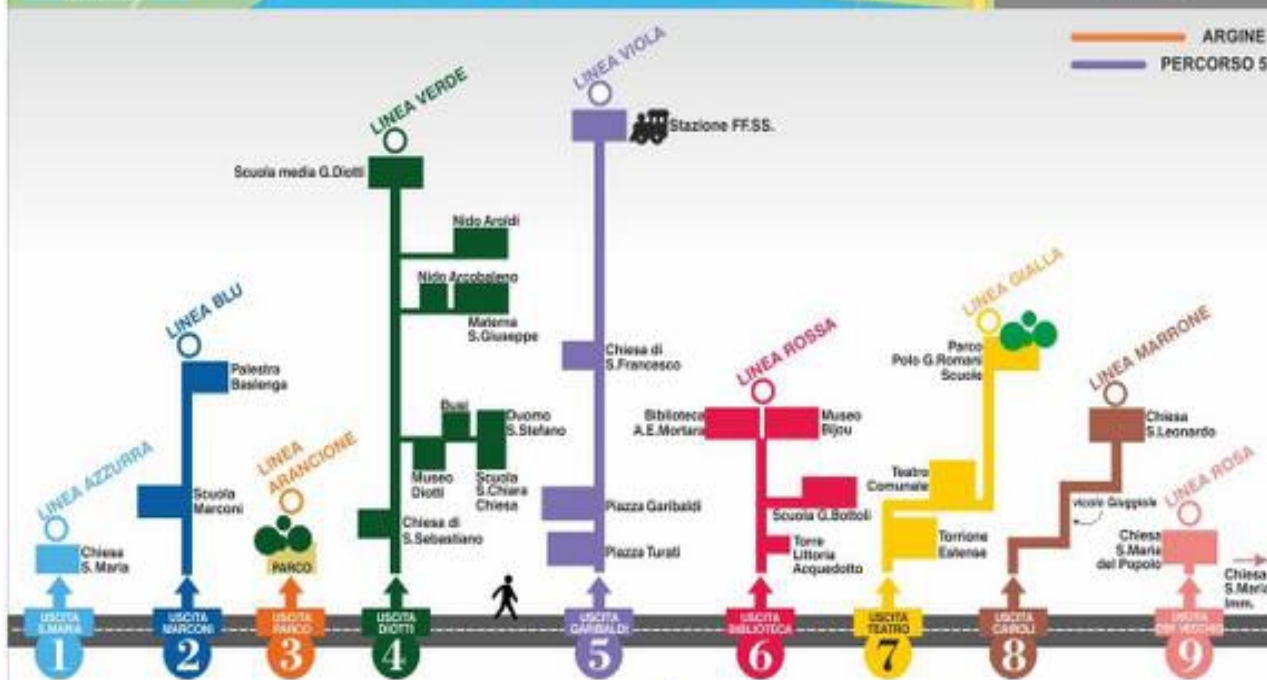 ARGINE
PERCORSO 5
LINEA AZZURRA
Chiesa
S. Maria
USCITA
S.MARIA
1
LINEA BLU
Palestra
Baslenga
Scuola
Marconi
USCITA
MARCONI
2
LINEA
ARANCIONE
PARCO
USCITA
PARCO
3
LINEA VERDE
Scuola media G.Diotti
Nido Aroldi
Nido Arcobaleno
Materna
S.Giuseppe
Busi
Duomo
S.Stefano
Museo
Diotti
Scuola
S.Chiara
Chiesa
Chiesa di
S.Sebastiano
USCITA
DIOTTI
4
LINEA VIOLA
Stazione FF.SS.
Chiesa di
S.Francesco
Piazza Garibaldi
Piazza Turati
USCITA
GARIBALDI
5
LINEA ROSSA
Biblioteca
A.E.Mortara
Museo
Bijou
Scuola G.Bottoli
Torre
Littoria
Acquedotto
USCITA
BIBLIOTECA
6
LINEA GIALLA
Parco
Polo G.Romani
Scuole
Teatro
Comunale
Torrione
Estense
USCITA
TEATRO
7
LINEA MARRONE
Chiesa
S.Leonardo
vicolo Giuggiole
USCITA
CAIROLI
8
LINEA ROSA
Chiesa
S.Maria
del Popolo
Chiesa
S.Maria
Imm.
USCITA
VECCHIO
9